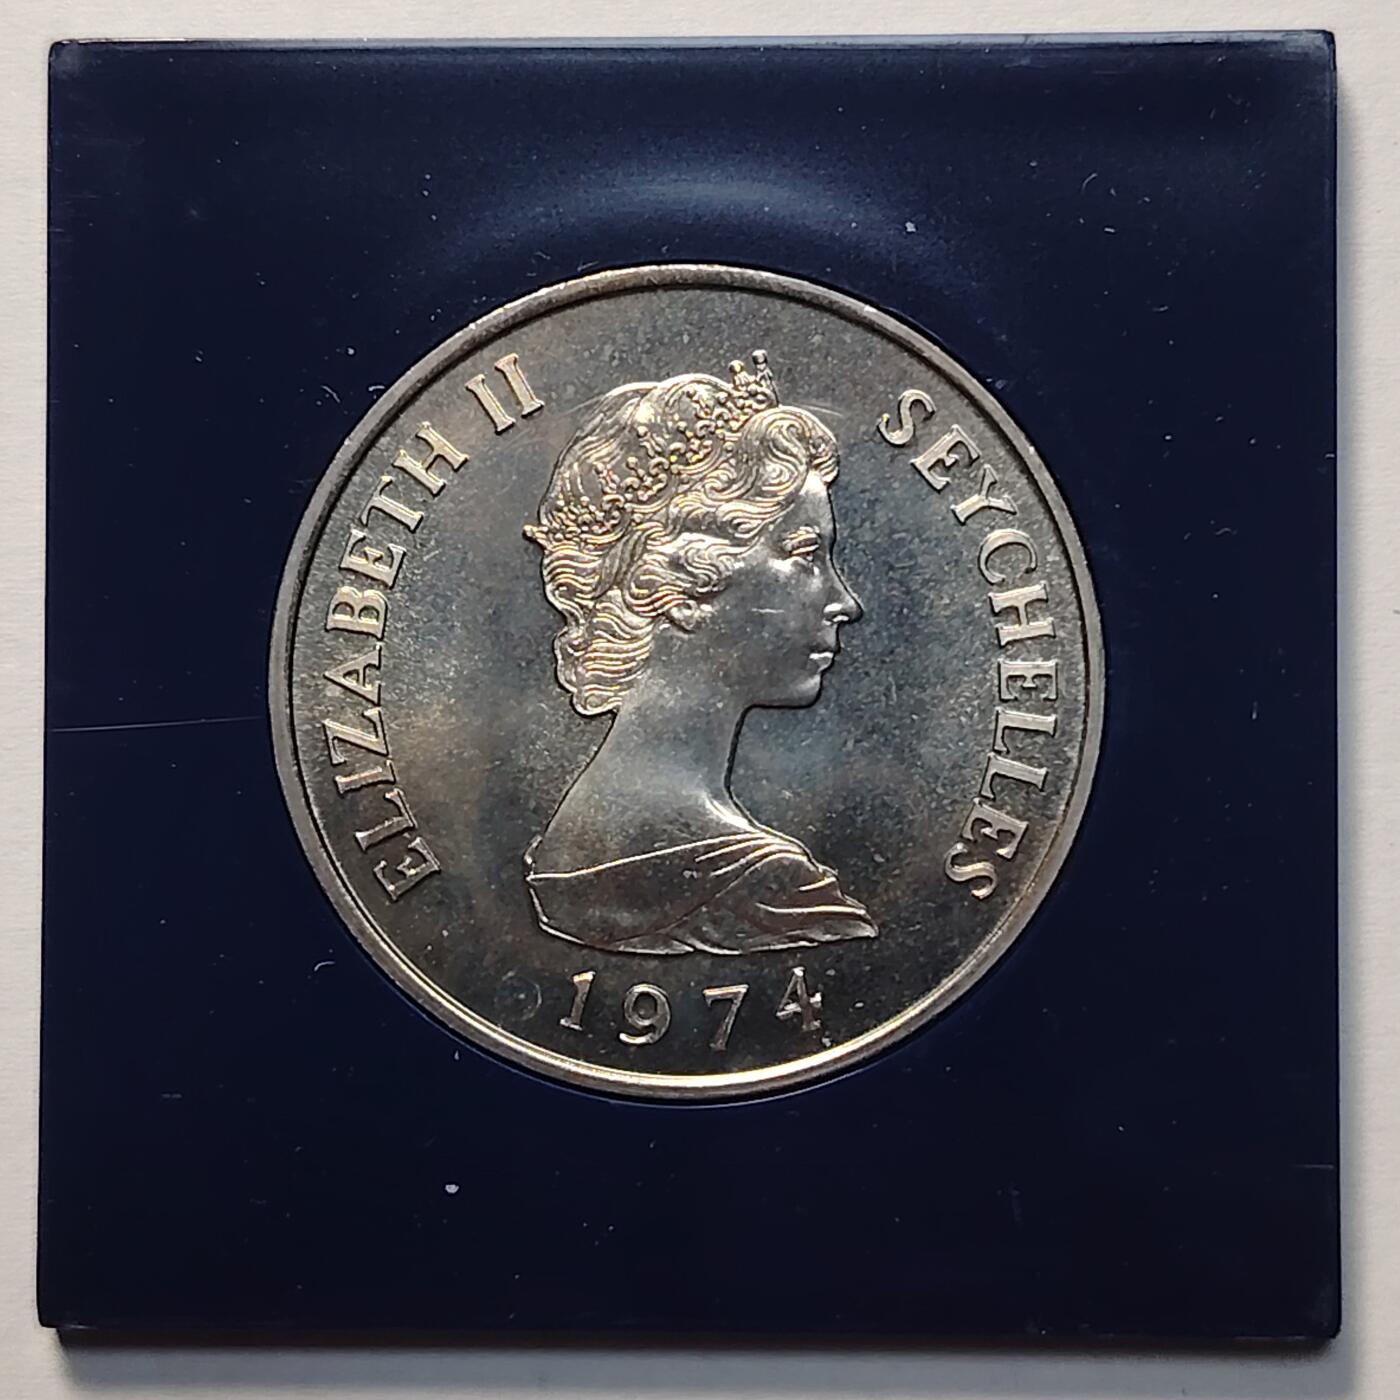 ELIZABETH II
SEYCHELLES
1974